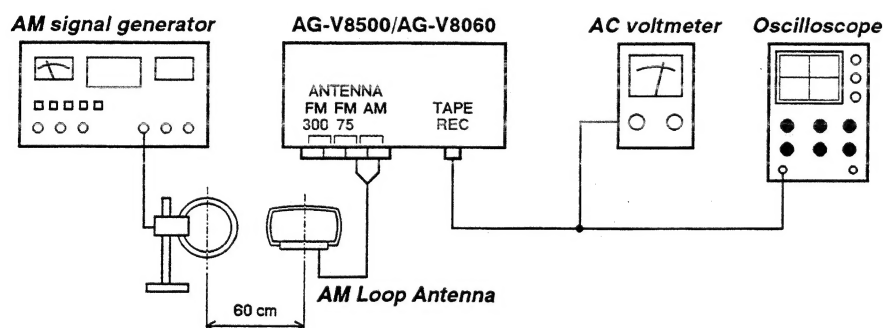 AM signal generator
AG-V8500/AG-V8060
AC voltmeter
Oscilloscope
ANTENNA
FM FM AM
300 75
TAPE
REC
AM Loop Antenna
60 cm